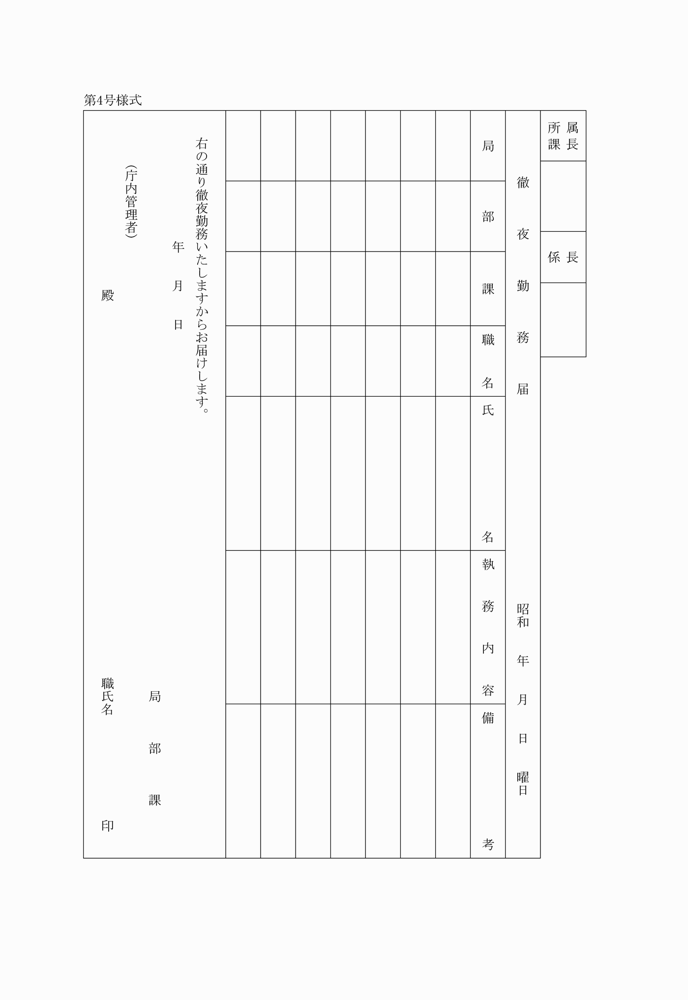 第4号様式
所属
課長
係長
徹夜勤務届 昭和 年 月 日 曜日
局
部
課
職名
氏名
執務内容
備考
右の通り徹夜勤務いたしますからお届けします。
年 月 日
局 部 課
（庁内管理者）
殿 職氏名 印